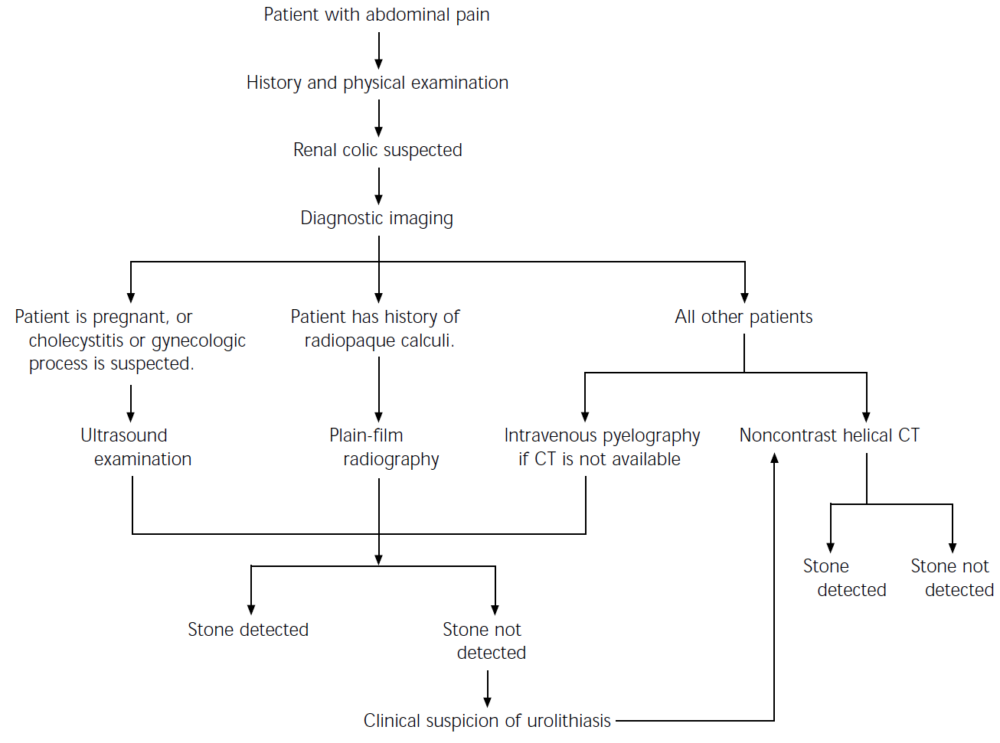 Patient with abdominal pain
History and physical examination
Renal colic suspected
Diagnostic imaging
Patient is pregnant, or
cholecystitis or gynecologic
process is suspected.
Patient has history of
radiopaque calculi.
All other patients
Ultrasound
examination
Plain-film
radiography
Intravenous pyelography
if CT is not available
Noncontrast helical CT
Stone
detected
Stone not
detected
Stone detected
Stone not
detected
Clinical suspicion of urolithiasis